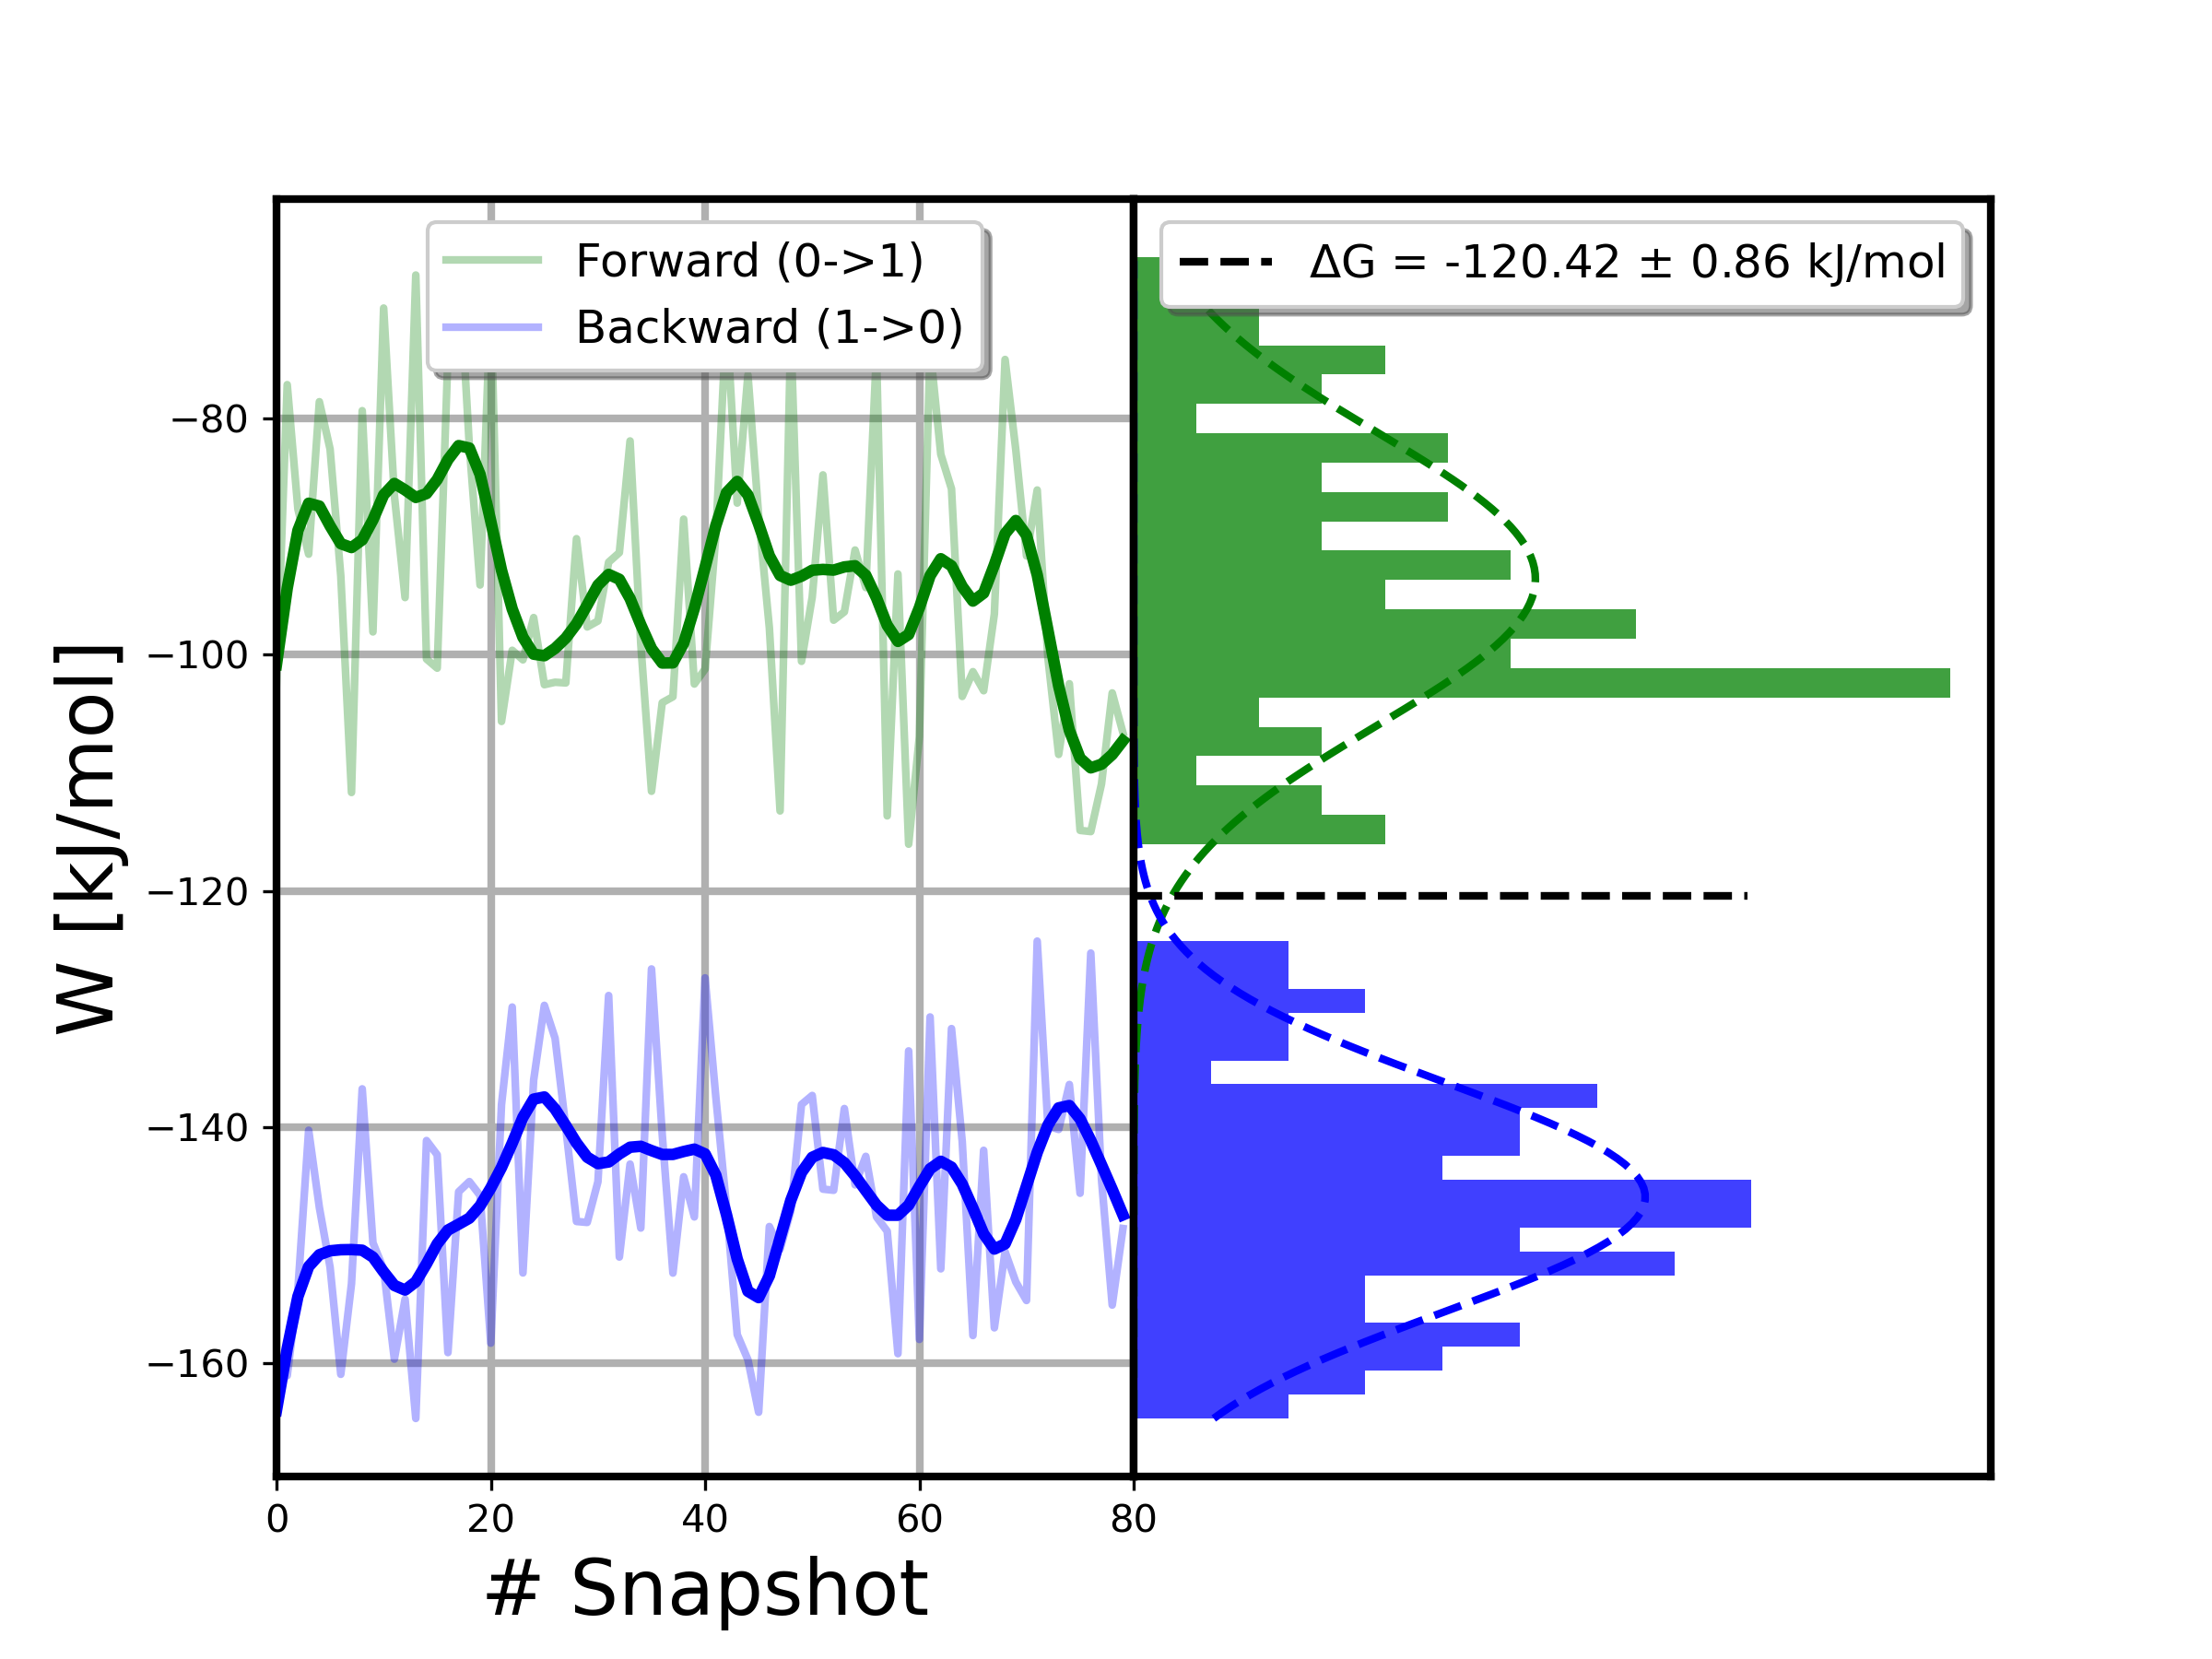 Forward (0->1)
Backward (1->0)
ΔG = -120.42 ± 0.86 kJ/mol
W [kJ/mol]
−80
−100
−120
−140
−160
0 20 40 60 80
# Snapshot